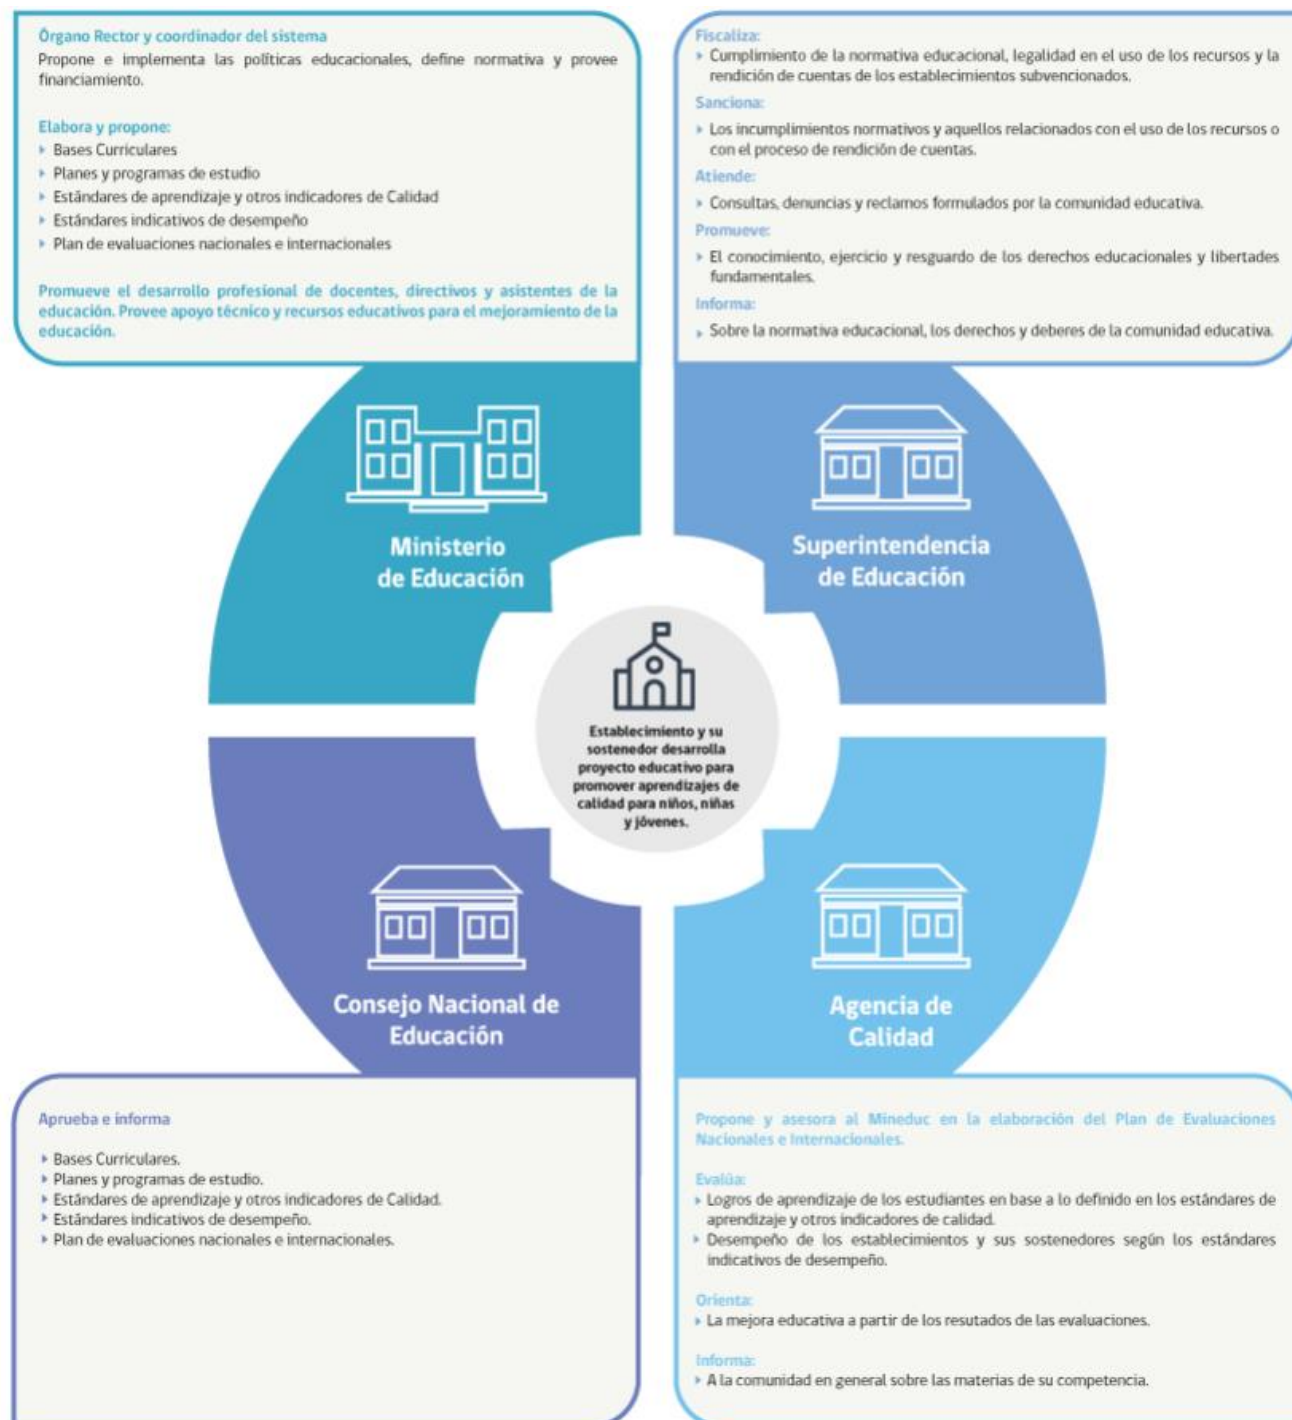 Órgano Rector y coordinador del sistema
Propone e implementa las políticas educacionales, define normativa y provee
financiamiento.
Elabora y propone:
Bases Curriculares
Planes y programas de estudio
Estándares de aprendizaje y otros indicadores de Calidad
Estándares indicativos de desempeño
Plan de evaluaciones nacionales e internacionales
Promueve el desarrollo profesional de docentes, directivos y asistentes de la
educación. Provee apoyo técnico y recursos educativos para el mejoramiento de la
educación.
Fiscaliza:
Cumplimiento de la normativa educacional, legalidad en el uso de los recursos y la
rendición de cuentas de los establecimientos subvencionados.
Sanciona:
Los incumplimientos normativos y aquellos relacionados con el uso de los recursos o
con el proceso de rendición de cuentas.
Atiende:
Consultas, denuncias y reclamos formulados por la comunidad educativa.
Promueve:
El conocimiento, ejercicio y resguardo de los derechos educacionales y libertades
fundamentales.
Informa:
Sobre la normativa educacional, los derechos y deberes de la comunidad educativa.
Ministerio
de Educación
Superintendencia
de Educación
Establecimiento y su
sostenedor desarrolla
proyecto educativo para
promover aprendizajes de
calidad para niños, niñas
y jóvenes.
Consejo Nacional de
Educación
Agencia de
Calidad
Aprueba e informa
Bases Curriculares.
Planes y programas de estudio.
Estándares de aprendizaje y otros indicadores de Calidad.
Estándares indicativos de desempeño.
Plan de evaluaciones nacionales e internacionales.
Propone y asesora al Mineduc en la elaboración del Plan de Evaluaciones
Nacionales e Internacionales.
Evalúa:
Logros de aprendizaje de los estudiantes en base a lo definido en los estándares de
aprendizaje y otros indicadores de calidad.
Desempeño de los establecimientos y sus sostenedores según los estándares
indicativos de desempeño.
Orienta:
La mejora educativa a partir de los resutados de las evaluaciones.
Informa:
A la comunidad en general sobre las materias de su competencia.